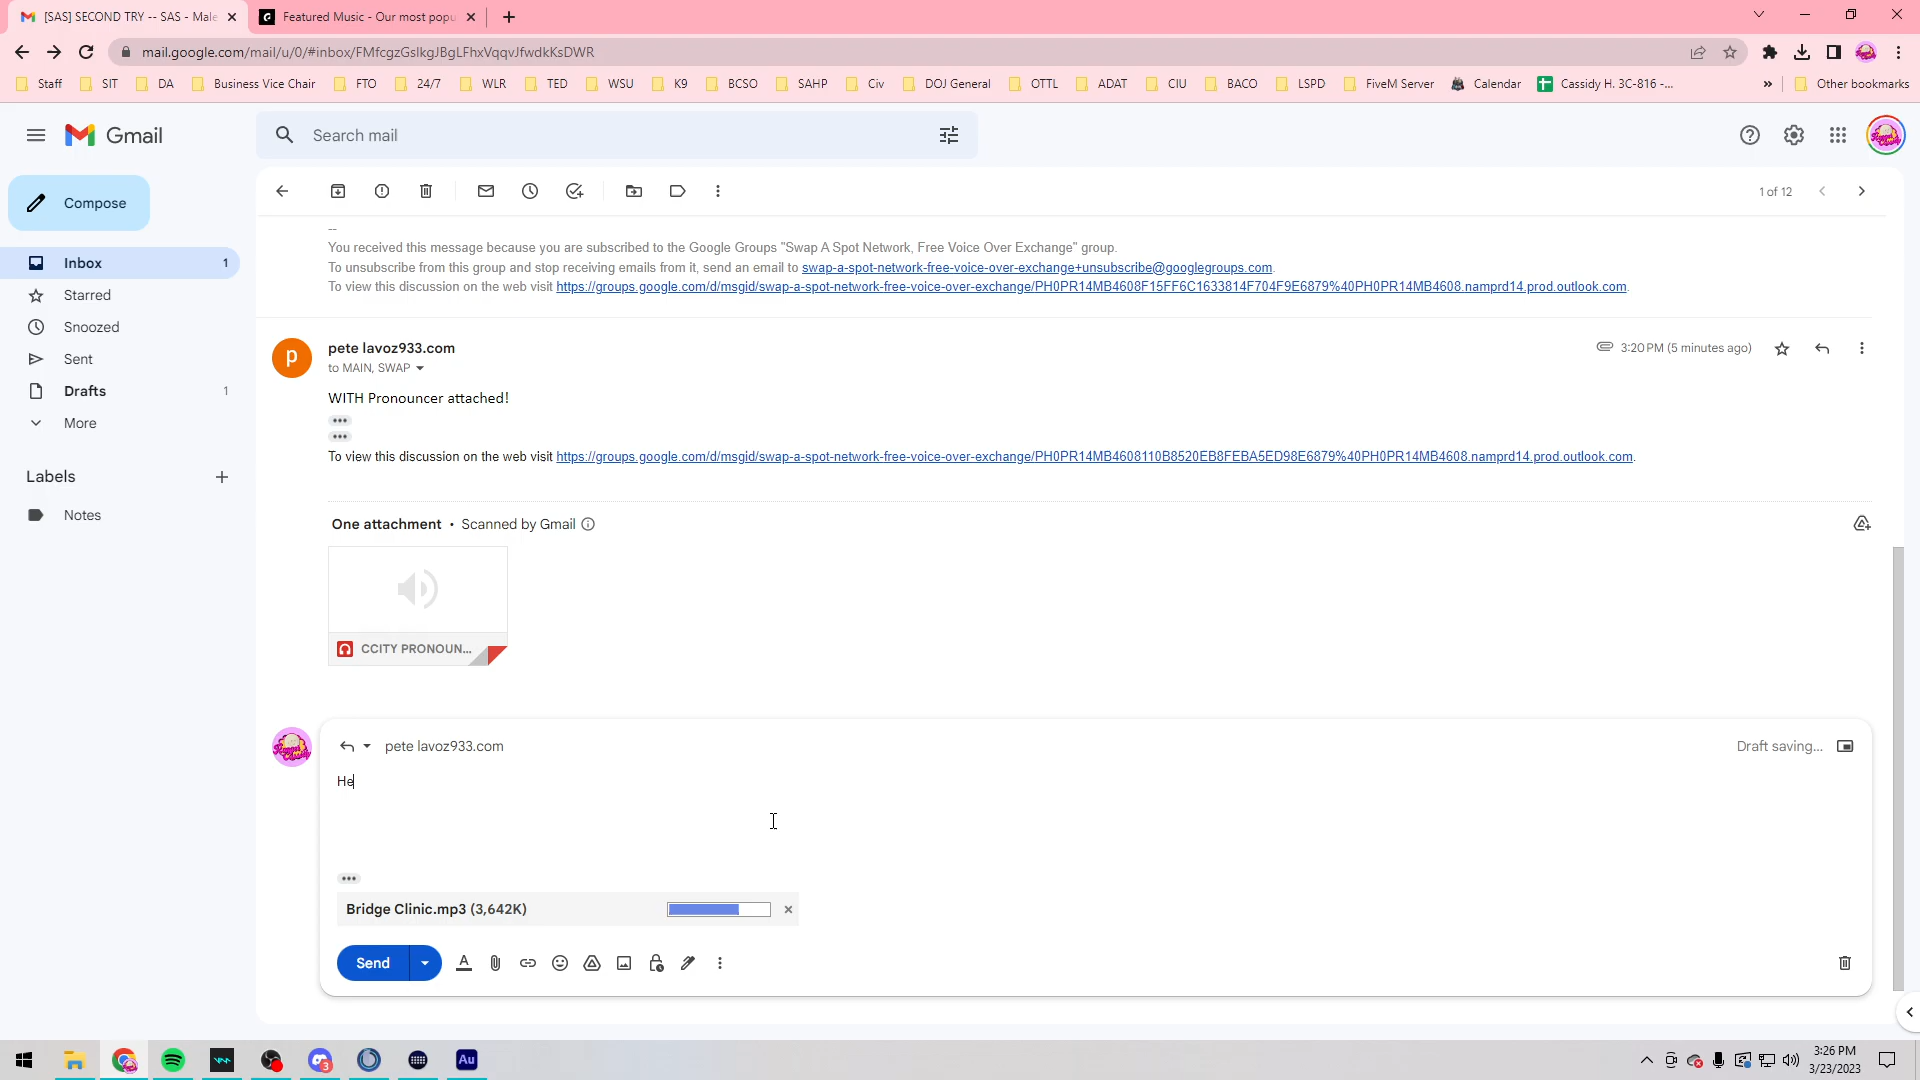 [SAS] SECOND TRY -- SAS - Male
Featured Music - Our most popu
mail.google.com/mail/u/0/#inbox/FMfcgzGslkgJBgLFhxVqqvJfwdkKsDWR
Staff SIT DA Business Vice Chair FTO 24/7 WLR TED WSU K9 BCSO SAHP Civ DOJ General OTTL ADAT CIU BACO LSPD FiveM Server Calendar Cassidy H. 3C-816 -... » Other bookmarks
Gmail
Search mail
Compose
1 of 12
Inbox 1
Starred
Snoozed
Sent
Drafts 1
More
Labels
Notes
--
You received this message because you are subscribed to the Google Groups "Swap A Spot Network, Free Voice Over Exchange" group.
To unsubscribe from this group and stop receiving emails from it, send an email to swap-a-spot-network-free-voice-over-exchange+unsubscribe@googlegroups.com.
To view this discussion on the web visit https://groups.google.com/d/msgid/swap-a-spot-network-free-voice-over-exchange/PH0PR14MB4608F15FF6C1633814F704F9E6879%40PH0PR14MB4608.namprd14.prod.outlook.com.
p
pete lavoz933.com
3:20 PM (5 minutes ago)
to MAIN, SWAP
WITH Pronouncer attached!
To view this discussion on the web visit https://groups.google.com/d/msgid/swap-a-spot-network-free-voice-over-exchange/PH0PR14MB4608110B8520EB8FEBA5ED98E6879%40PH0PR14MB4608.namprd14.prod.outlook.com.
One attachment • Scanned by Gmail
CCITY PRONOUN...
pete lavoz933.com
Draft saving...
He
Bridge Clinic.mp3 (3,642K)
Send
3
Au
3:26 PM
3/23/2023